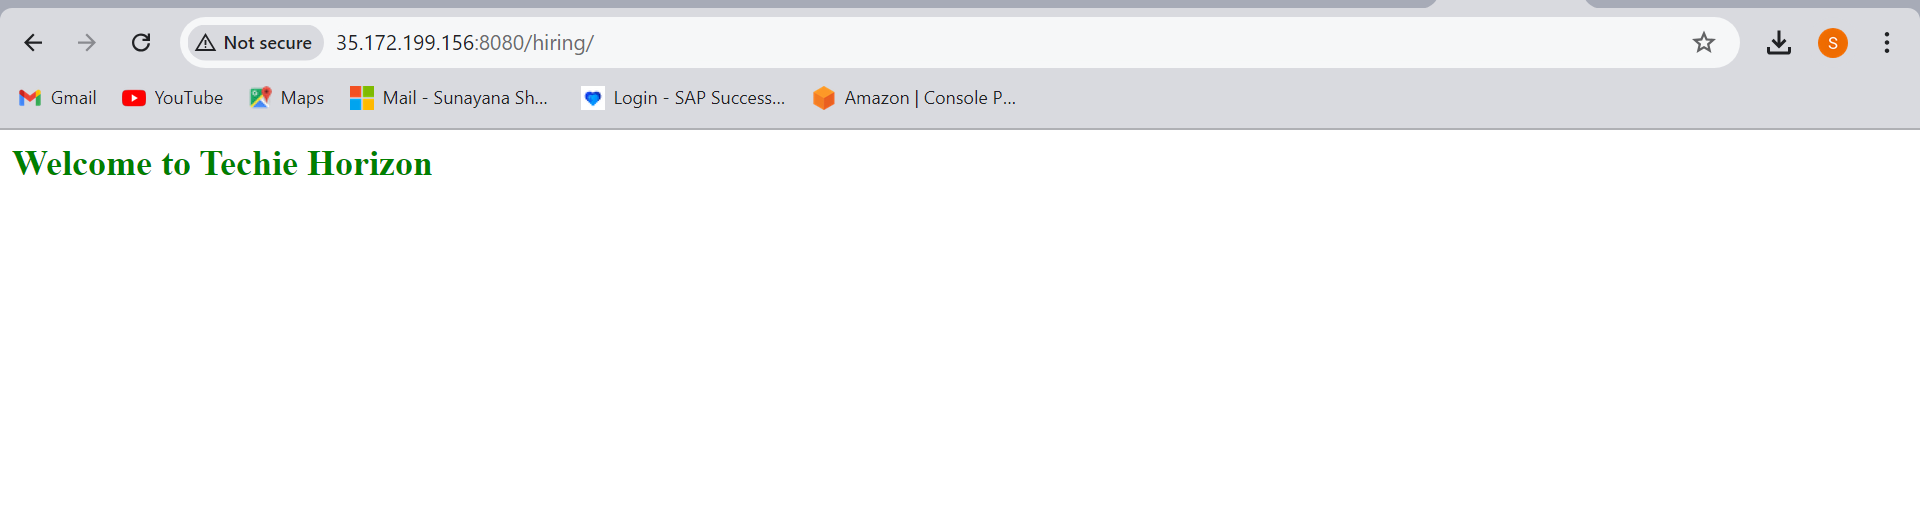 Not secure 35.172.199.156:8080/hiring/ S
Gmail YouTube Maps Mail - Sunayana Sh... Login - SAP Success... Amazon | Console P...
Welcome to Techie Horizon